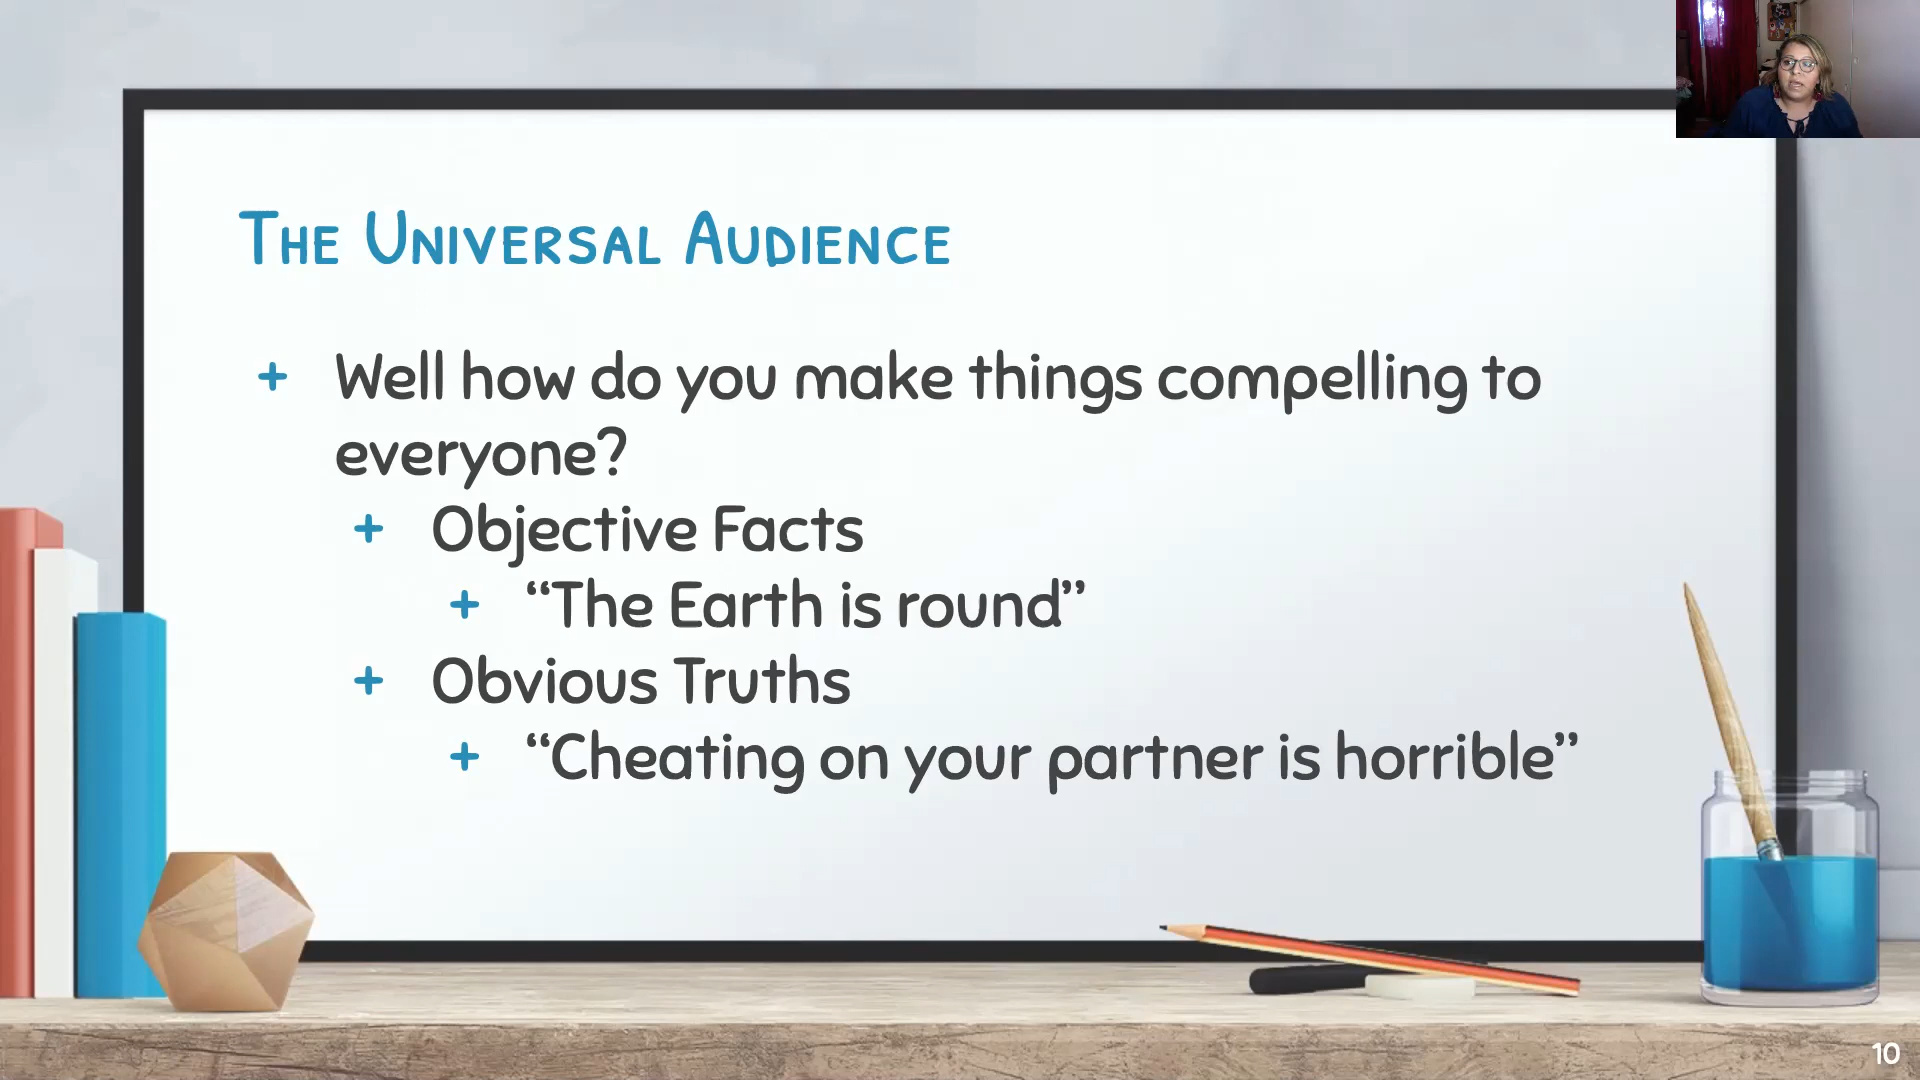 The Universal Audience
+ Well how do you make things compelling to
everyone?
+ Objective Facts
+ “The Earth is round”
+ Obvious Truths
+ “Cheating on your partner is horrible”
10